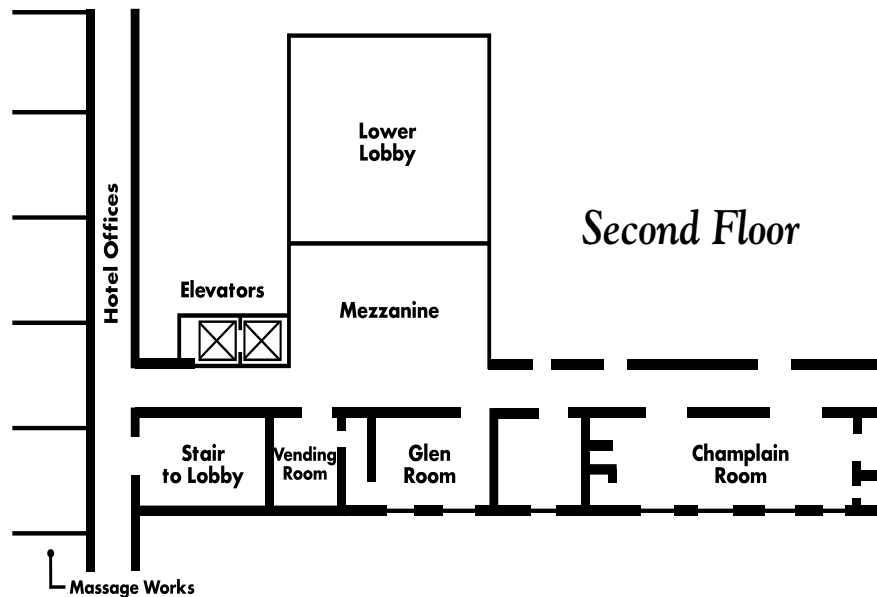 Lower
Lobby
Second Floor
Hotel Offices
Elevators
Mezzanine
Stair
to Lobby
Vending
Room
Glen
Room
Champlain
Room
Massage Works